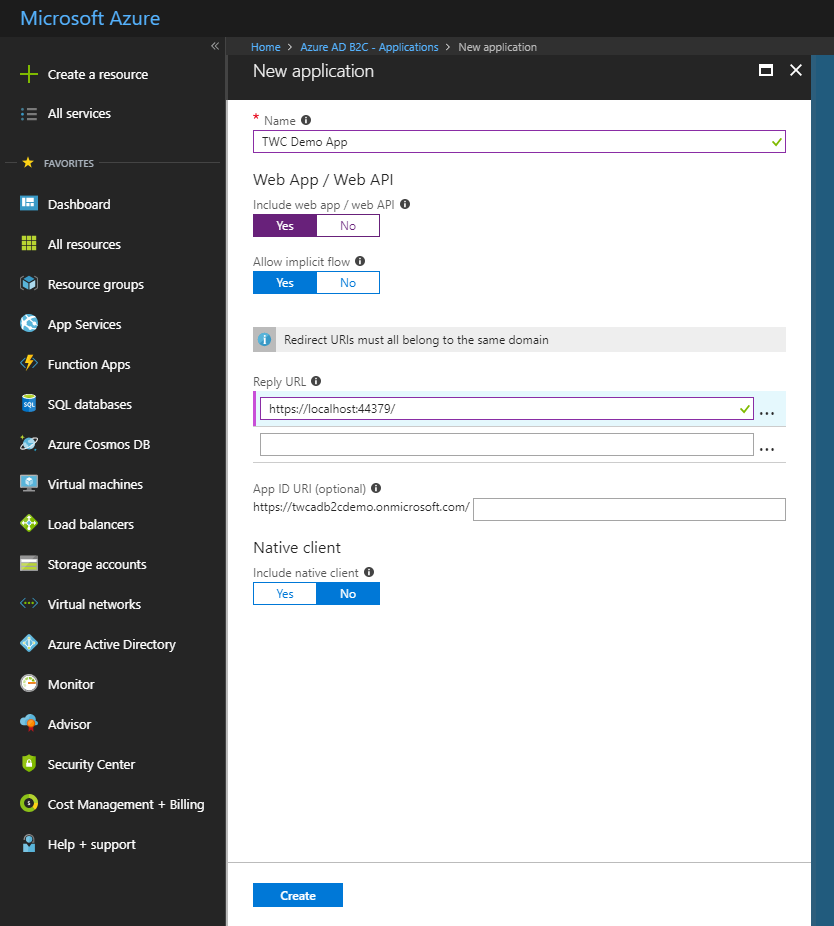 Microsoft Azure
«
Home > Azure AD B2C - Applications > New application
New application
Create a resource
All services
FAVORITES
Dashboard
All resources
Resource groups
App Services
Function Apps
SQL databases
SQL
Azure Cosmos DB
Virtual machines
Load balancers
Storage accounts
Virtual networks
Azure Active Directory
Monitor
Advisor
Security Center
Cost Management + Billing
Help + support
* Name
TWC Demo App
Web App / Web API
Include web app / web API
Yes No
Allow implicit flow
Yes No
Redirect URIs must all belong to the same domain
Reply URL
https://localhost:44379/ ...
...
App ID URI (optional)
https://twcadb2cdemo.onmicrosoft.com/
Native client
Include native client
Yes No
Create